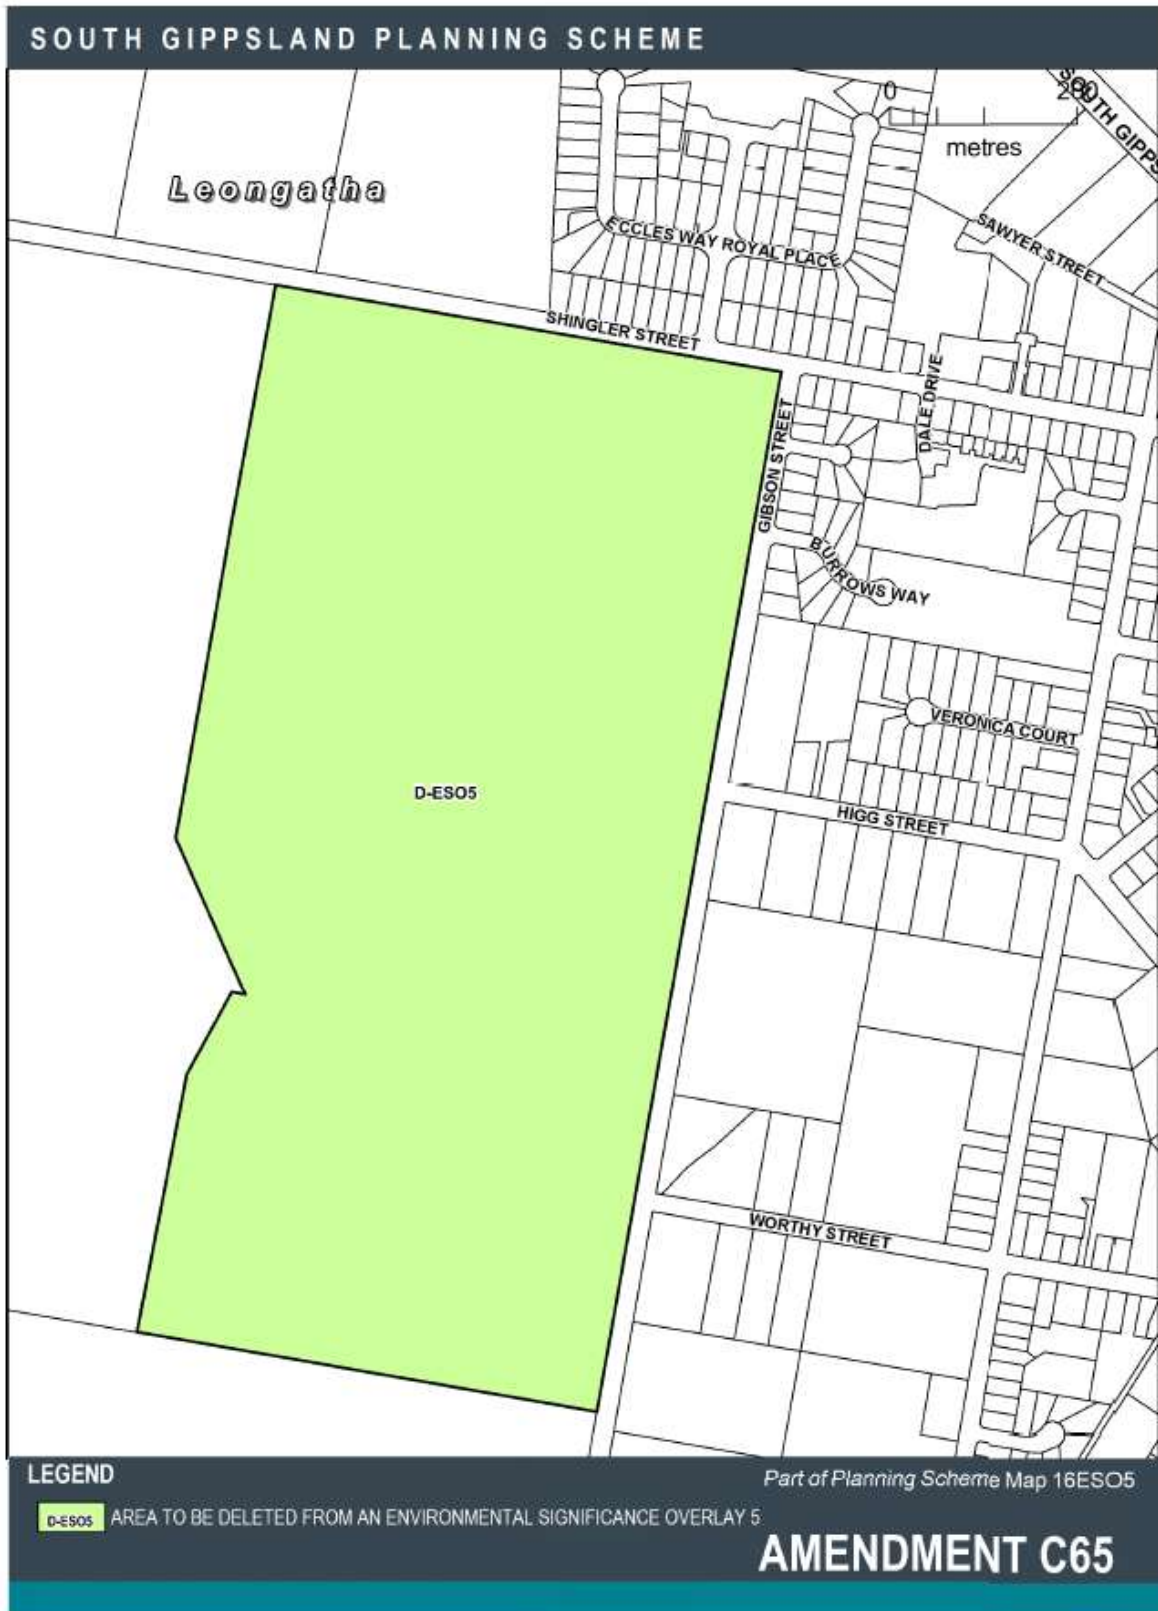 SOUTH GIPPSLAND PLANNING SCHEME
0
metres
SOUTH GIPPS
Leongatha
SAWYER STREET
ECCLES WAY ROYAL PLACE
SHINGLER STREET
DALE DRIVE
GIBSON STREET
BURROWS WAY
VERONICA COURT
D-ESO5
HIGG STREET
WORTHY STREET
LEGEND
Part of Planning Scheme Map 16ESO5
D-ESO5 AREA TO BE DELETED FROM AN ENVIRONMENTAL SIGNIFICANCE OVERLAY 5
AMENDMENT C65